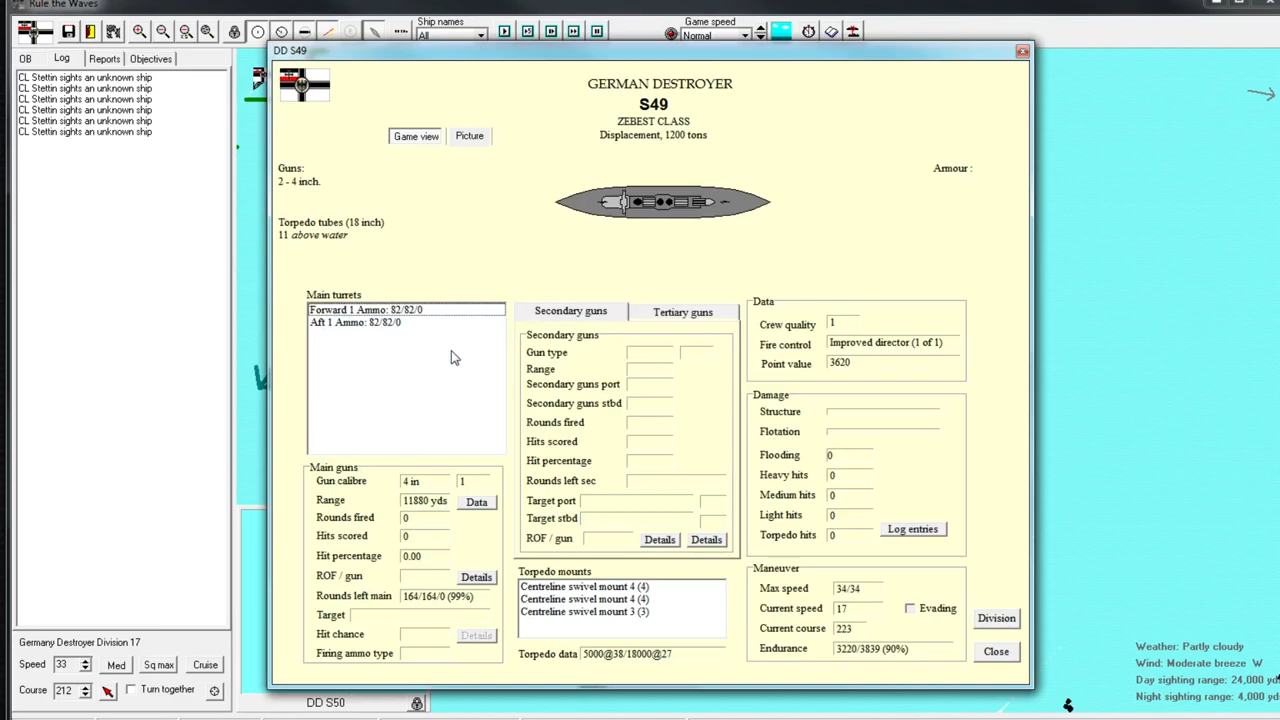 Rule the Waves
Ship names
All
Game speed
Normal
OB
Log
Reports
Objectives
CL Stettin sights an unknown ship
CL Stettin sights an unknown ship
CL Stettin sights an unknown ship
CL Stettin sights an unknown ship
CL Stettin sights an unknown ship
CL Stettin sights an unknown ship
DD S49
GERMAN DESTROYER
S49
ZEBEST CLASS
Displacement, 1200 tons
Game view
Picture
Guns:
2 - 4 inch.
Armour :
Torpedo tubes (18 inch)
11 above water
Main turrets
Forward 1 Ammo: 82/82/0
Aft 1 Ammo: 82/82/0
Main guns
Gun calibre 4 in 1
Range 11880 yds Data
Rounds fired 0
Hits scored 0
Hit percentage 0.00
ROF / gun Details
Rounds left main 164/164/0 (99%)
Target
Hit chance Details
Firing ammo type
Secondary guns
Tertiary guns
Secondary guns
Gun type
Range
Secondary guns port
Secondary guns stbd
Rounds fired
Hits scored
Hit percentage
Rounds left sec
Target port
Target stbd
ROF / gun Details Details
Torpedo mounts
Centreline swivel mount 4 (4)
Centreline swivel mount 4 (4)
Centreline swivel mount 3 (3)
Torpedo data 5000@38/18000@27
Data
Crew quality 1
Fire control Improved director (1 of 1)
Point value 3620
Damage
Structure
Flotation
Flooding 0
Heavy hits 0
Medium hits 0
Light hits 0
Torpedo hits 0
Log entries
Maneuver
Max speed 34/34
Current speed 17 Evading
Current course 223
Endurance 3220/3839 (90%)
Division
Close
Germany Destroyer Division 17
Speed 33 Med Sq max Cruise
Course 212 Turn together
DD S50
Weather: Partly cloudy
Wind: Moderate breeze W
Day sighting range: 24,000 yd
Night sighting range: 4,000 yd